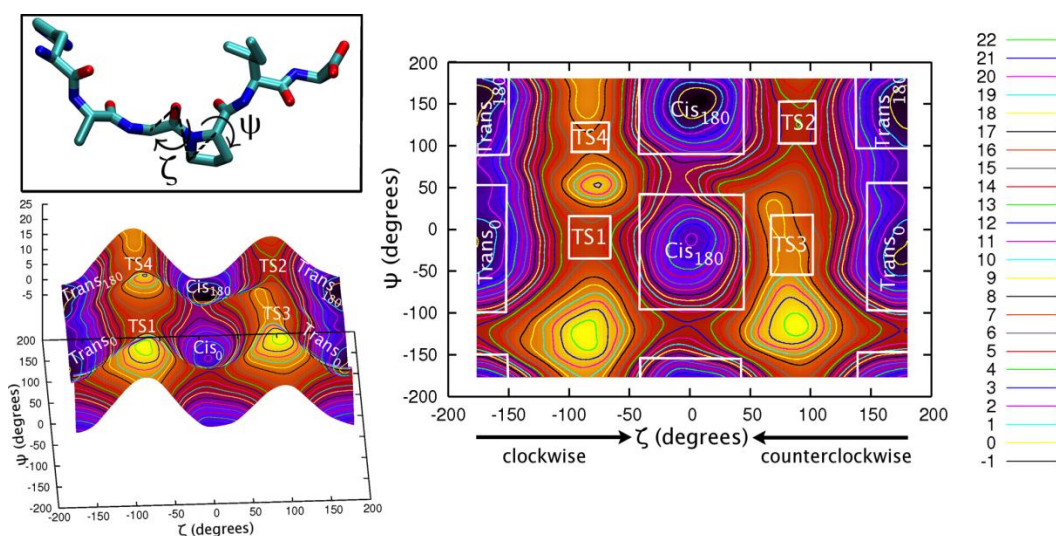 ψ
ζ
25
20
15
10
5
0
-5
TS4
TS2
Trans180
Cis180
Trans180
TS1
TS3
Trans0
Cis0
Trans0
200
150
100
50
0
-50
-100
-150
-200
ψ (degrees)
-200 -150 -100 -50 0 50 100 150 200
ζ (degrees)
200
150
100
50
0
-50
-100
-150
-200
ψ (degrees)
Trans180
TS4
Cis180
TS2
Trans180
Trans0
TS1
Cis180
TS3
Trans0
-200 -150 -100 -50 0 50 100 150 200
ζ (degrees)
clockwise
counterclockwise
22
21
20
19
18
17
16
15
14
13
12
11
10
9
8
7
6
5
4
3
2
1
0
-1